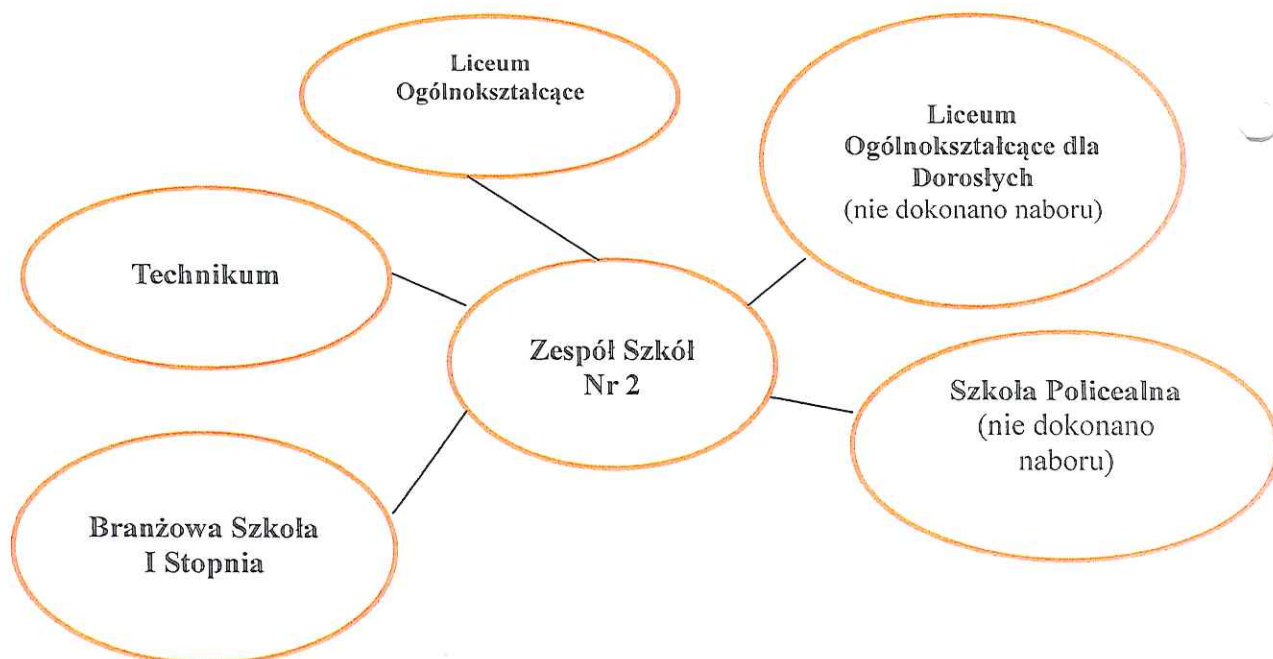 Liceum
Ogólnokształcące
Liceum
Ogólnokształcące dla
Dorosłych
(nie dokonano naboru)
Technikum
Zespół Szkół
Nr 2
Szkoła Policealna
(nie dokonano
naboru)
Branżowa Szkoła
I Stopnia